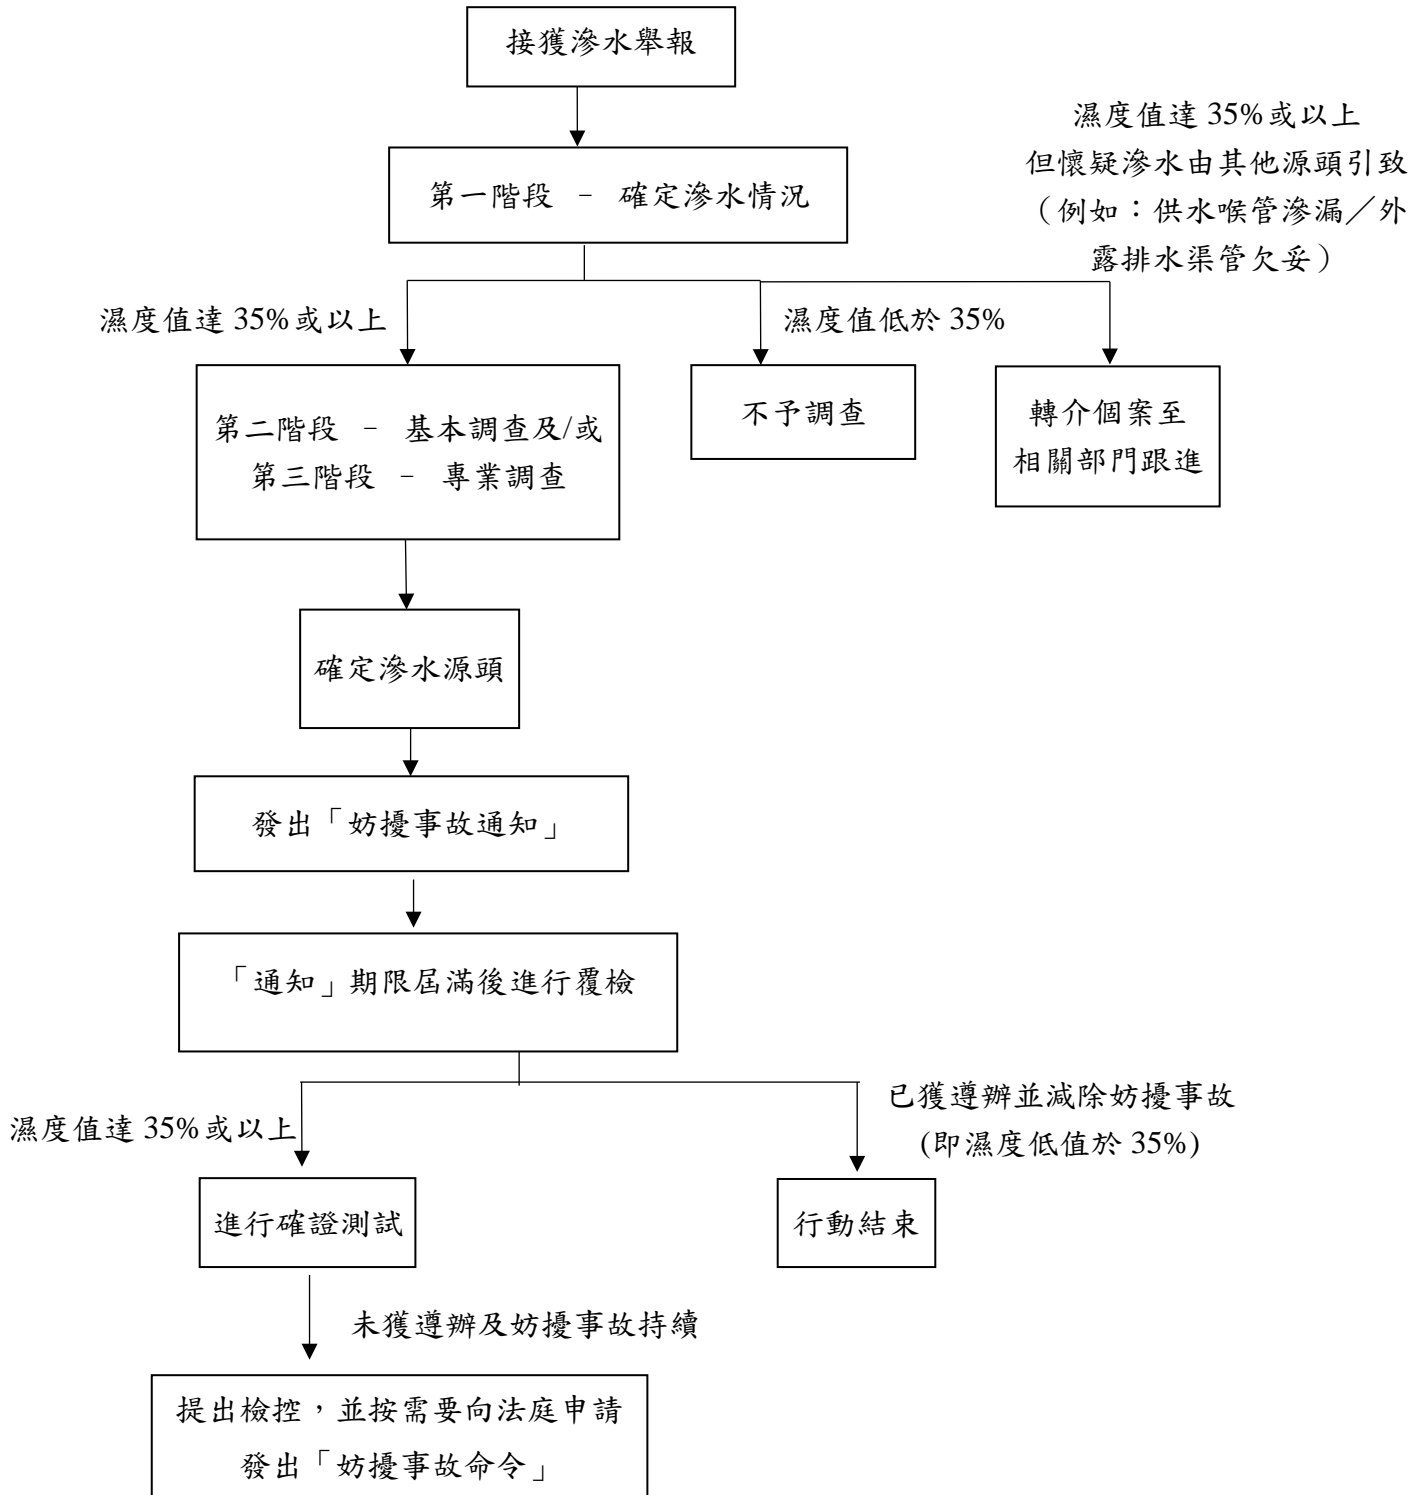 接獲滲水舉報
濕度值達 35%或以上
但懷疑滲水由其他源頭引致
（例如：供水喉管滲漏／外
露排水渠管欠妥）
第一階段 – 確定滲水情況
濕度值達 35%或以上
濕度值低於 35%
第二階段 – 基本調查及/或
第三階段 – 專業調查
不予調查
轉介個案至
相關部門跟進
確定滲水源頭
發出「妨擾事故通知」
「通知」期限屆滿後進行覆檢
濕度值達 35%或以上
已獲遵辦並減除妨擾事故
(即濕度低值於 35%)
進行確證測試
行動結束
未獲遵辦及妨擾事故持續
提出檢控，並按需要向法庭申請
發出「妨擾事故命令」